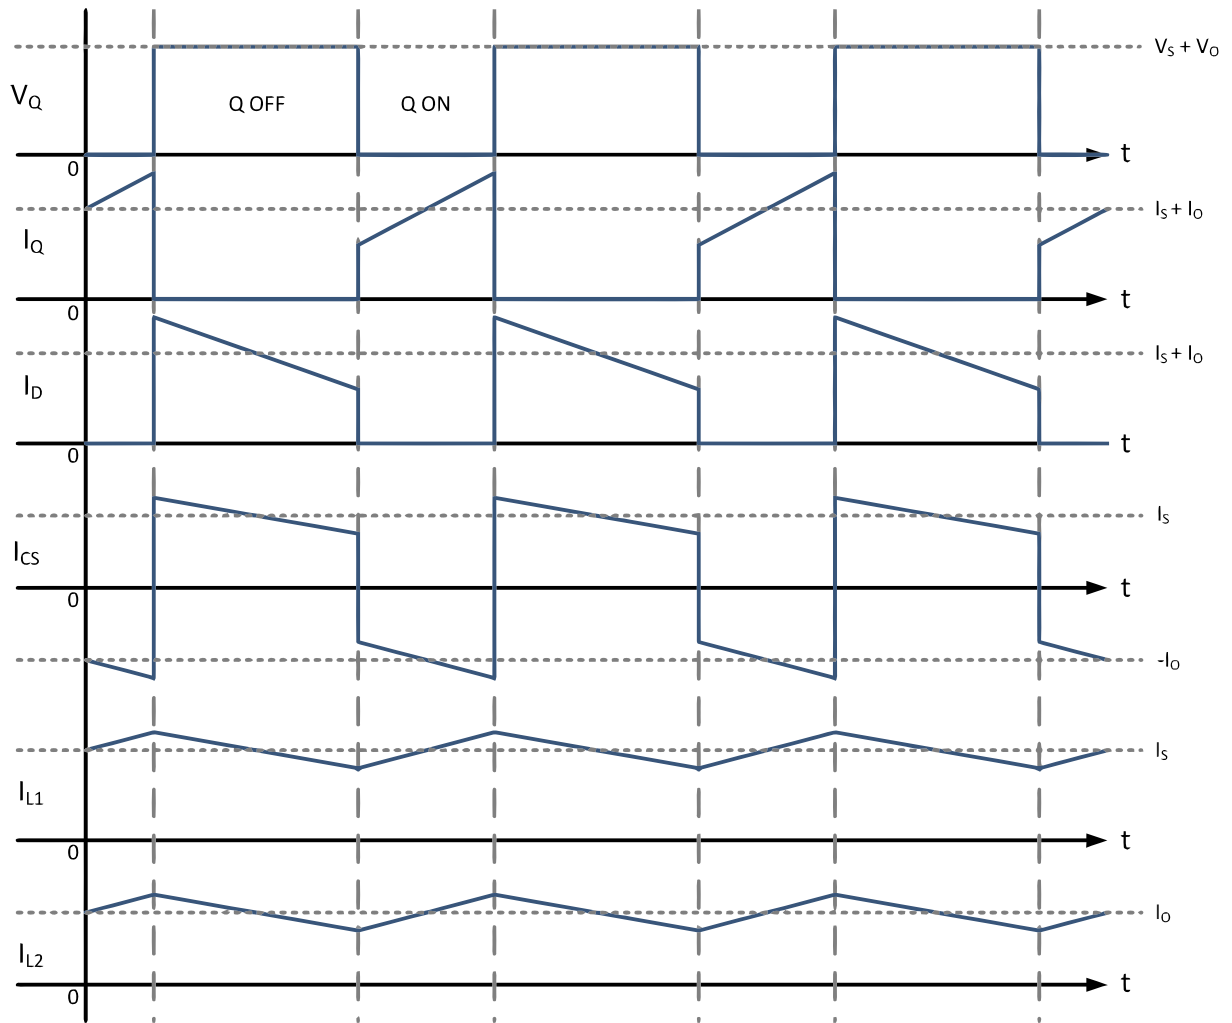 V_S + V_O
V_Q
Q OFF
Q ON
t
0
I_S + I_O
I_Q
t
0
I_S + I_O
I_D
t
0
I_S
I_CS
t
0
-I_O
I_S
I_L1
t
0
I_O
I_L2
t
0